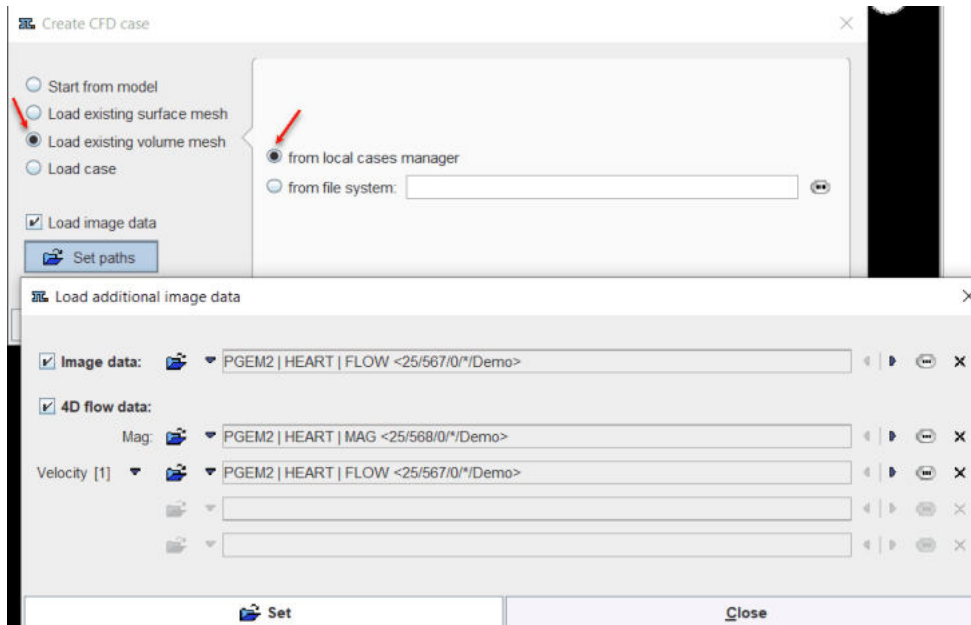 Create CFD case
Start from model
Load existing surface mesh
Load existing volume mesh
Load case
from local cases manager
from file system:
Load image data
Set paths
Load additional image data
Image data: PGEM2 | HEART | FLOW <25/567/0/*/Demo>
4D flow data:
Mag: PGEM2 | HEART | MAG <25/568/0/*/Demo>
Velocity [1] PGEM2 | HEART | FLOW <25/567/0/*/Demo>
Set Close